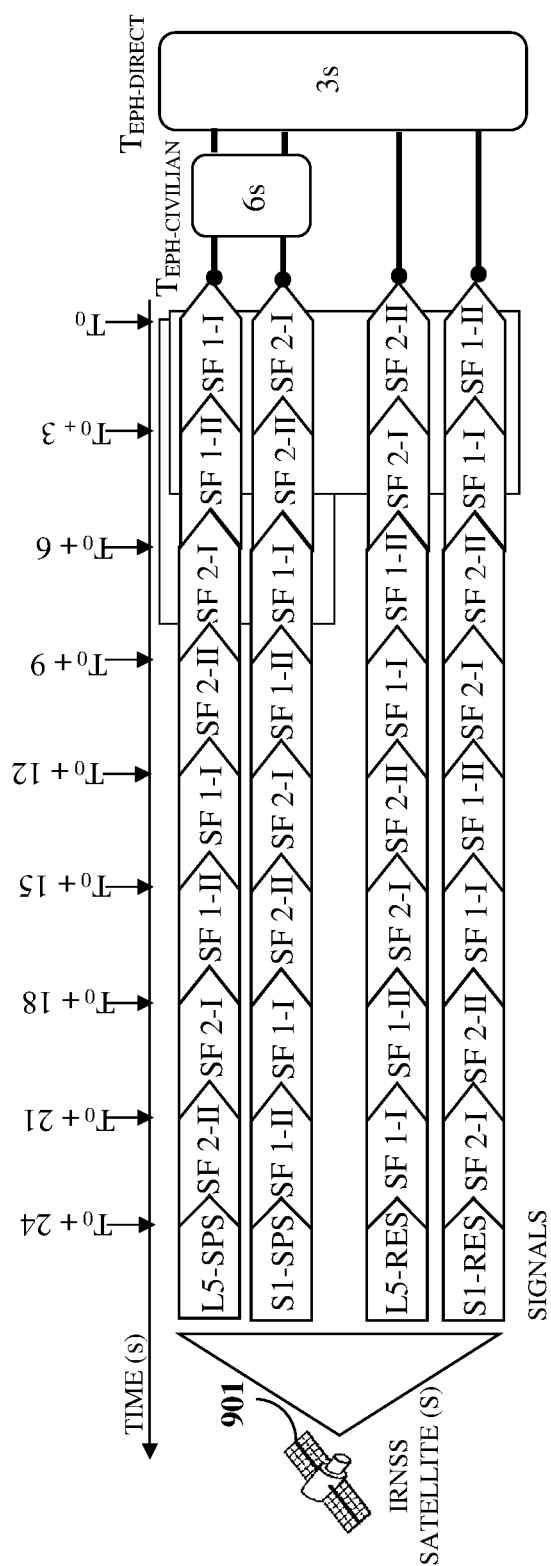 TIME (s)
T₀ + 24
T₀ + 21
T₀ + 18
T₀ + 15
T₀ + 12
T₀ + 9
T₀ + 6
T₀ + 3
T₀
TEPH-CIVILIAN
TEPH-DIRECT
901
IRNSS
SATELLITE (S)
L5-SPS
SF 2-II
SF 2-I
SF 1-II
SF 1-I
SF 2-II
SF 2-I
SF 1-II
SF 1-I
S1-SPS
SF 1-II
SF 1-I
SF 2-II
SF 2-I
SF 1-II
SF 1-I
SF 2-II
SF 2-I
6s
3s
L5-RES
SF 1-I
SF 1-II
SF 2-I
SF 2-II
SF 1-I
SF 1-II
SF 2-I
SF 2-II
S1-RES
SF 2-I
SF 2-II
SF 1-I
SF 1-II
SF 2-I
SF 2-II
SF 1-I
SF 1-II
SIGNALS